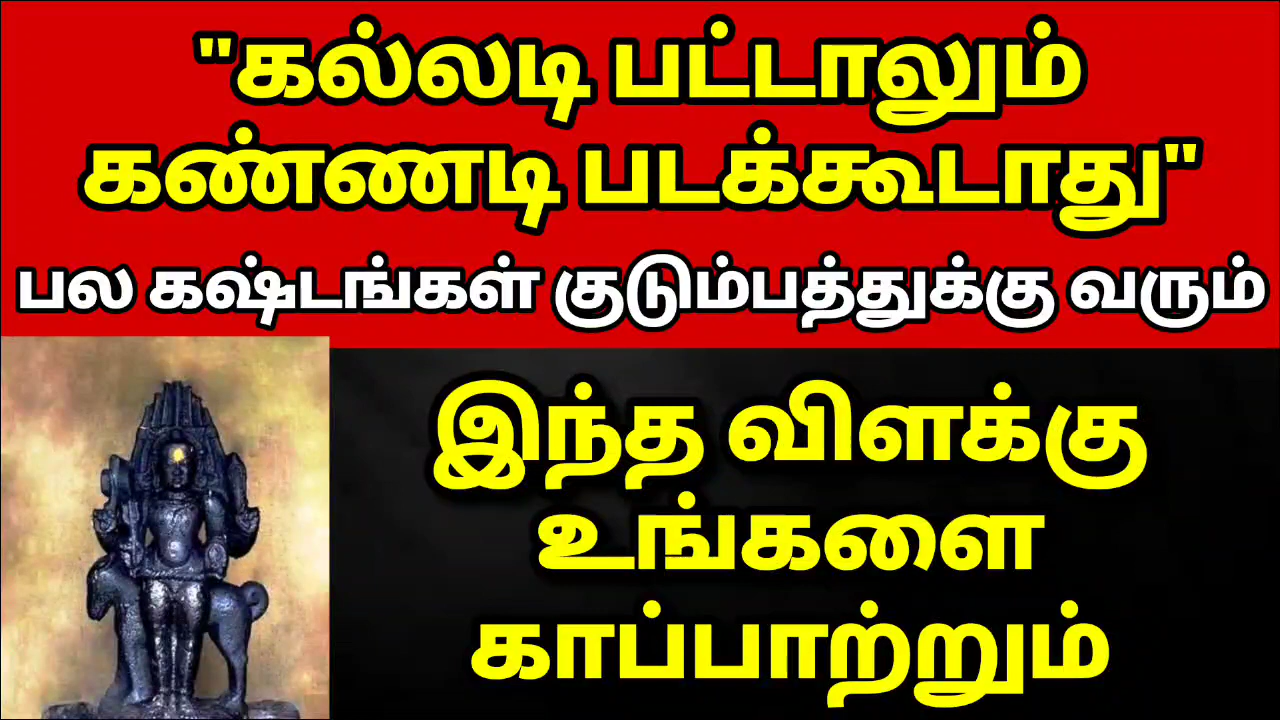 "கல்லடி பட்டாலும்
கண்ணடி படக்கூடாது"
பல கஷ்டங்கள் குடும்பத்துக்கு வரும்
இந்த விளக்கு
உங்களை
காப்பாற்றும்